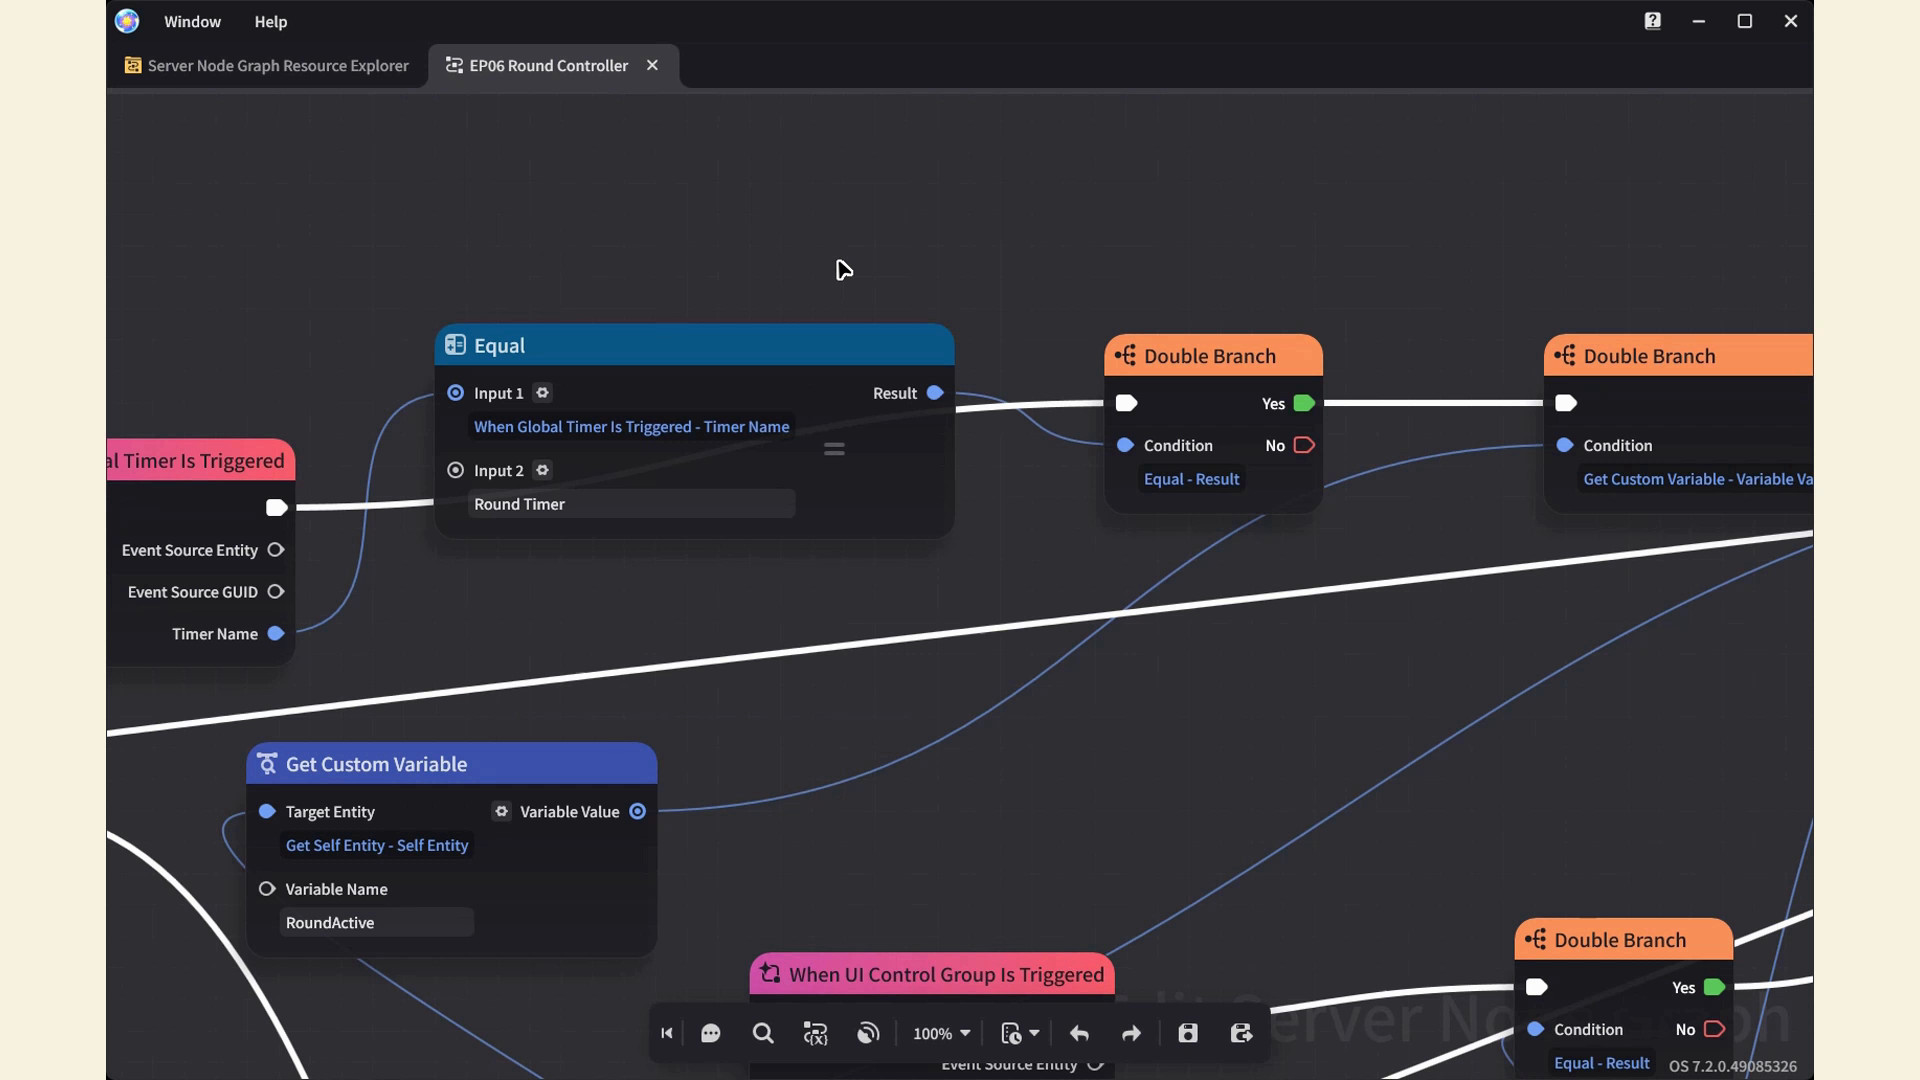 Window
Help
Server Node Graph Resource Explorer
EP06 Round Controller
Equal
Input 1
Result
When Global Timer Is Triggered - Timer Name
Input 2
Round Timer
Double Branch
Yes
Condition
No
Equal - Result
Double Branch
Condition
Get Custom Variable - Variable Va
al Timer Is Triggered
Event Source Entity
Event Source GUID
Timer Name
Get Custom Variable
Target Entity
Variable Value
Get Self Entity - Self Entity
Variable Name
RoundActive
When UI Control Group Is Triggered
Event Source Entity
Double Branch
Yes
Condition
No
Equal - Result
100%
OS 7.2.0.49085326